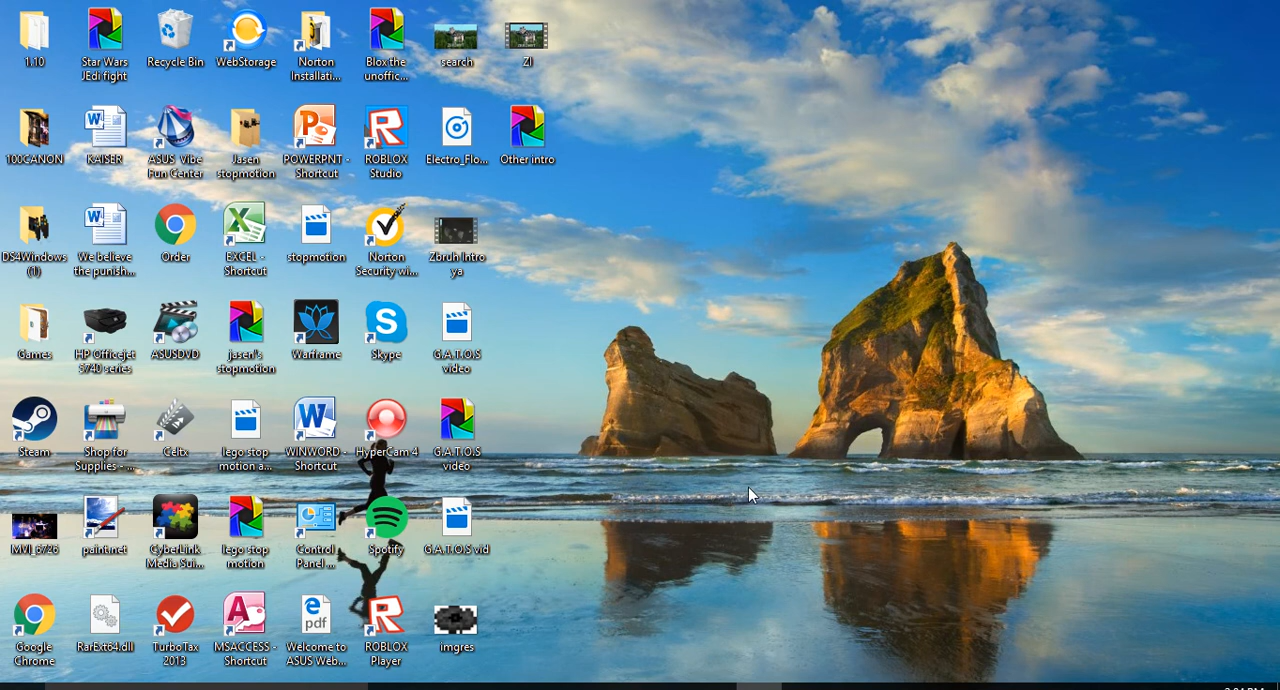 1.10
Star Wars
JEdi fight
Recycle Bin
WebStorage
Norton
Installati...
Blox the
unoffic...
search
ZI
100CANON
KAISER
ASUS Vibe
Fun Center
Jasen
stopmotion
POWERPNT -
Shortcut
ROBLOX
Studio
Electro_Flo...
Other intro
DS4Windows
(1)
We believe
the punish...
Order
EXCEL -
Shortcut
stopmotion
Norton
Security wi...
Zbruh Intro
ya
Games
HP Officejet
5740 series
ASUSDVD
jasen's
stopmotion
Warframe
Skype
G.A.T.O.S
video
Steam
Shop for
Supplies - ...
Celtx
lego stop
motion a...
WINWORD -
Shortcut
HyperCam 4
G.A.T.O.S
video
MVI_6726
paint.net
CyberLink
Media Sui...
lego stop
motion
Control
Panel ...
Spotify
G.A.T.O.S vid
Google
Chrome
RarExt64.dll
TurboTax
2013
MSACCESS -
Shortcut
pdf
Welcome to
ASUS Web...
ROBLOX
Player
imgres